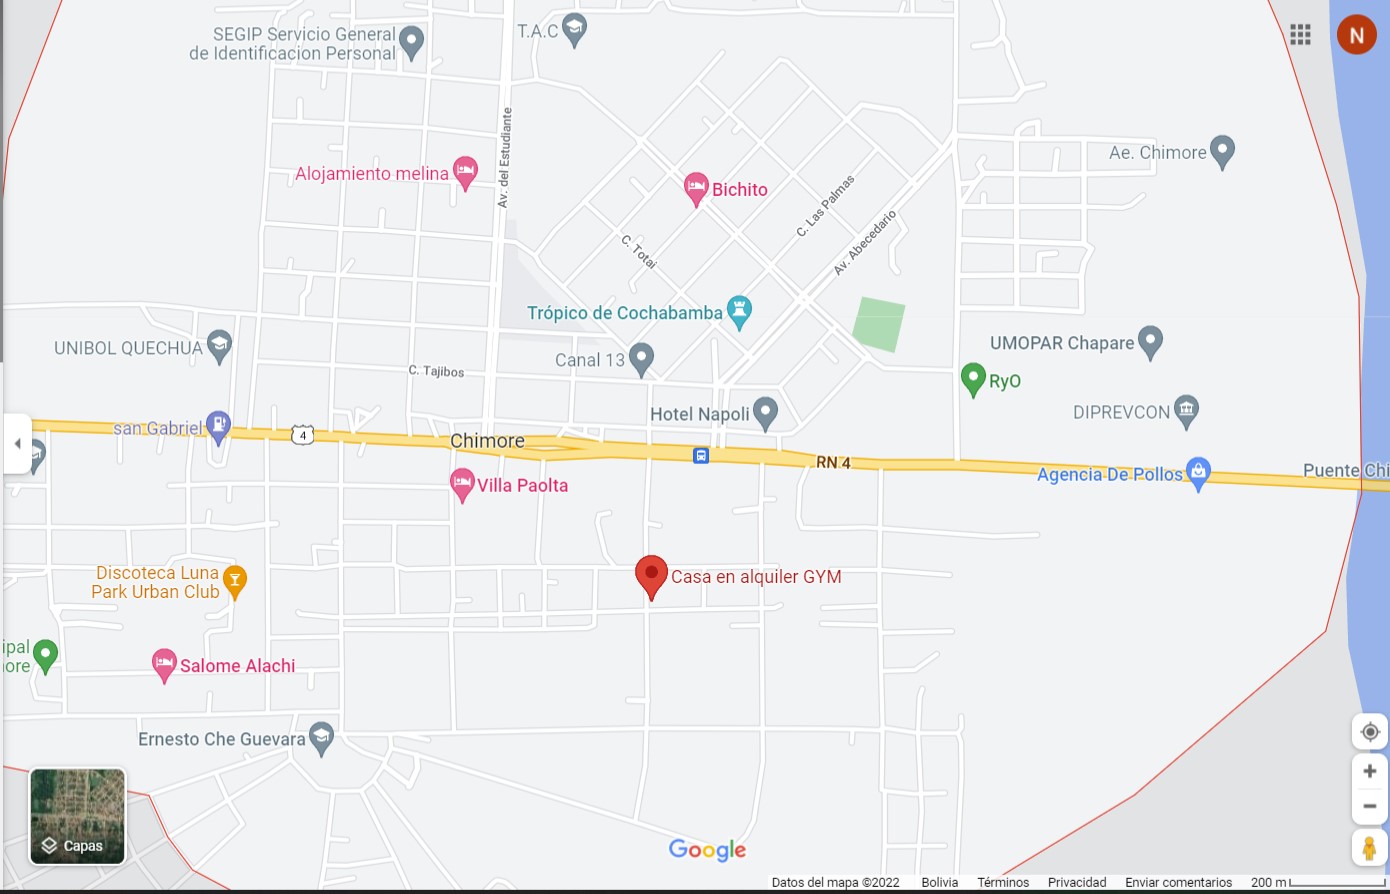 SEGIP Servicio General
de Identificacion Personal
T.A.C
N
Av. del Estudiante
Ae. Chimore
Alojamiento melina
Bichito
C. Las Palmas
C. Totai
Av. Abecedario
Trópico de Cochabamba
UNIBOL QUECHUA
Canal 13
UMOPAR Chapare
C. Tajibos
RyO
Hotel Napoli
DIPREVCON
san Gabriel
4
Chimore
RN 4
Puente Chi
Agencia De Pollos
Villa Paolta
Discoteca Luna
Park Urban Club
Casa en alquiler GYM
ipal
ore
Salome Alachi
Ernesto Che Guevara
Capas
Google
Datos del mapa ©2022 Bolivia Términos Privacidad Enviar comentarios 200 m